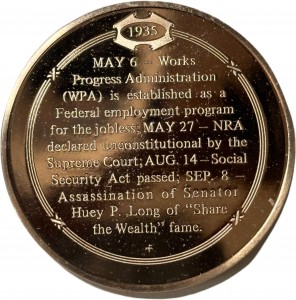 1935
MAY 6 – Works
Progress Administration
(WPA) is established as a
Federal employment program
for the jobless; MAY 27 – NRA
declared unconstitutional by the
Supreme Court; AUG. 14 – Social
Security Act passed; SEP. 8 –
Assassination of Senator
Huey P. Long of “Share
the Wealth” fame.